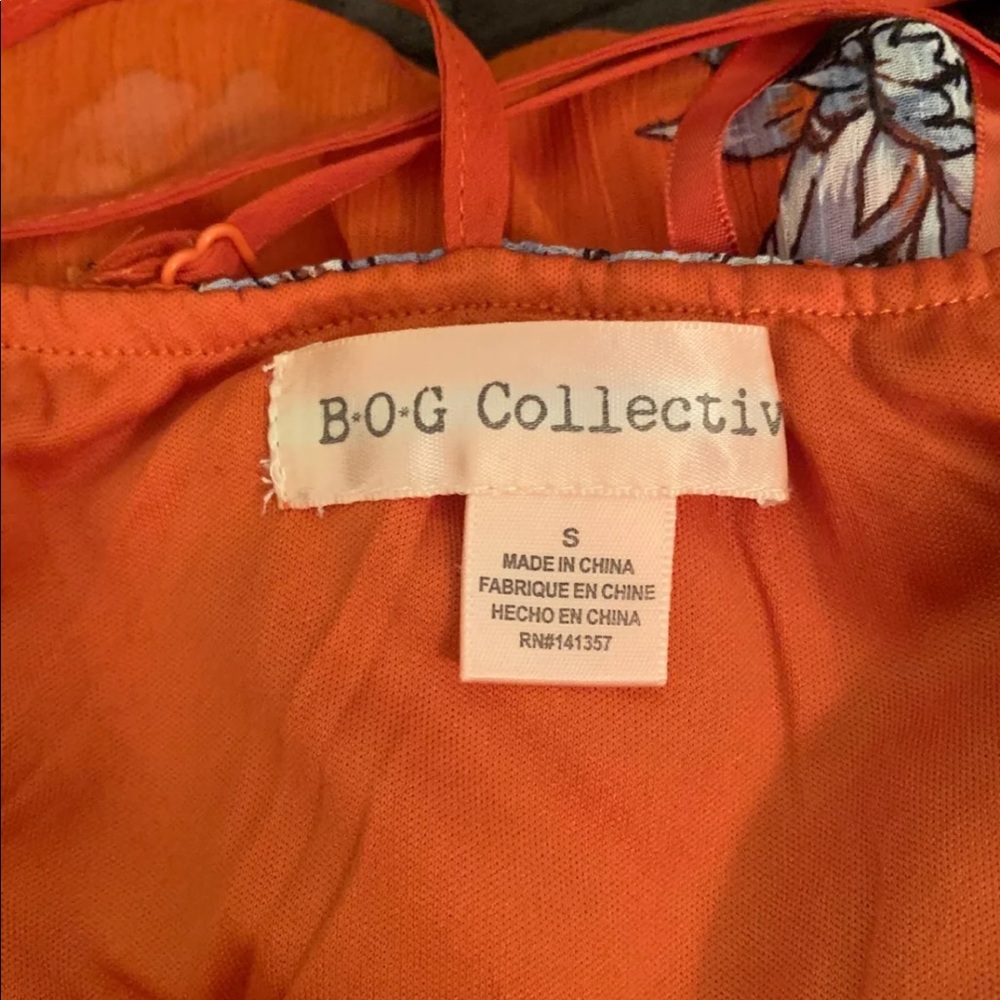 B*O*G Collectiv
S
MADE IN CHINA
FABRIQUE EN CHINE
HECHO EN CHINA
RN#141357